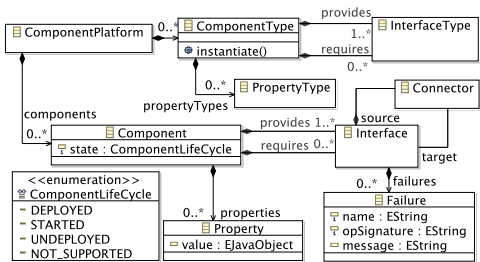 provides
ComponentPlatform
0..*
ComponentType
InterfaceType
1..*
instantiate()
requires
0..*
0..*
PropertyType
propertyTypes
Connector
components
source
0..*
Component
provides 1..*
Interface
state : ComponentLifeCycle
requires 0..*
target
<<enumeration>>
ComponentLifeCycle
DEPLOYED
STARTED
UNDEPLOYED
NOT_SUPPORTED
0..*
properties
Property
value : EJavaObject
0..*
failures
Failure
name : EString
opSignature : EString
message : EString